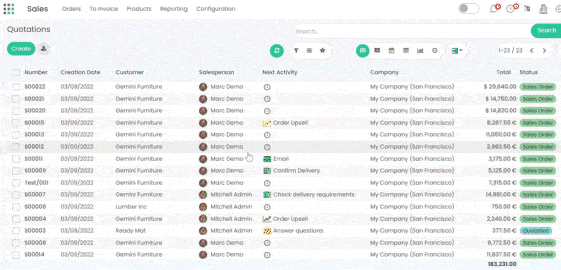 Sales Orders To Invoice Products Reporting Configuration
Quotations
Search...
Search
Create
1-23 / 23
Number Creation Date Customer Salesperson Next Activity Company Total Status
S00022 03/09/2022 Gemini Furniture Marc Demo My Company (San Francisco) $ 29,640.00 Sales Order
S00021 03/09/2022 Gemini Furniture Marc Demo My Company (San Francisco) $ 14,750.00 Sales Order
S00020 03/09/2022 Gemini Furniture Marc Demo My Company (San Francisco) $ 14,820.00 Sales Order
S00015 03/09/2022 Gemini Furniture Marc Demo Order Upsell My Company (San Francisco) 8,287.50 € Sales Order
S00013 03/09/2022 Gemini Furniture Marc Demo My Company (San Francisco) 11,050.00 € Sales Order
S00012 03/09/2022 Gemini Furniture Marc Demo My Company (San Francisco) 2,962.50 € Sales Order
S00011 03/09/2022 Gemini Furniture Marc Demo Email My Company (San Francisco) 3,175.00 € Sales Order
S00009 03/09/2022 Gemini Furniture Marc Demo Confirm Delivery My Company (San Francisco) 5,125.00 € Sales Order
Test/001 03/09/2022 Gemini Furniture Marc Demo My Company (San Francisco) 7,315.00 € Sales Order
S00007 03/09/2022 Gemini Furniture Mitchell Admin Check delivery requirements My Company (San Francisco) 14,981.00 € Sales Order
S00006 03/09/2022 Lumber Inc Mitchell Admin My Company (San Francisco) 750.00 € Sales Order
S00004 03/09/2022 Gemini Furniture Mitchell Admin Order Upsell My Company (San Francisco) 2,240.00 € Sales Order
S00003 03/09/2022 Ready Mat Mitchell Admin Answer questions My Company (San Francisco) 377.50 € Quotation
S00008 03/09/2022 Gemini Furniture Marc Demo My Company (San Francisco) 9,772.50 € Sales Order
S00014 03/09/2022 Gemini Furniture Marc Demo My Company (San Francisco) 11,837.50 € Sales Order
183,231.00